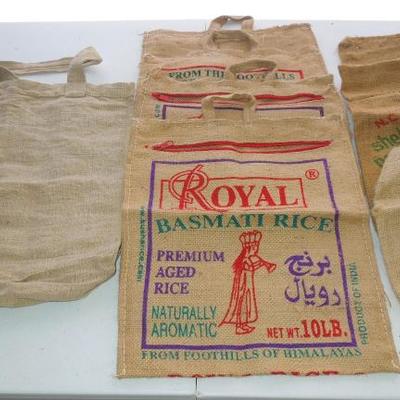 FROM THE FOOTHILLS
ROYAL ®
BASMATI RICE
PREMIUM
AGED
RICE
برنج
رويال
NATURALLY
AROMATIC
NET WT. 10LB.
PRODUCT OF INDIA
FROM FOOTHILLS OF HIMALAYAS
N.C.